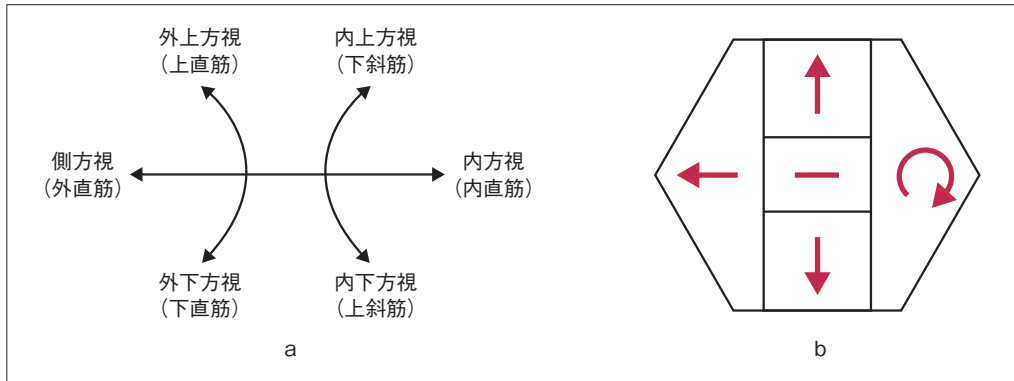 外上方視
(上直筋)
内上方視
(下斜筋)
側方視
(外直筋)
内方視
(内直筋)
外下方視
(下直筋)
内下方視
(上斜筋)
a
b